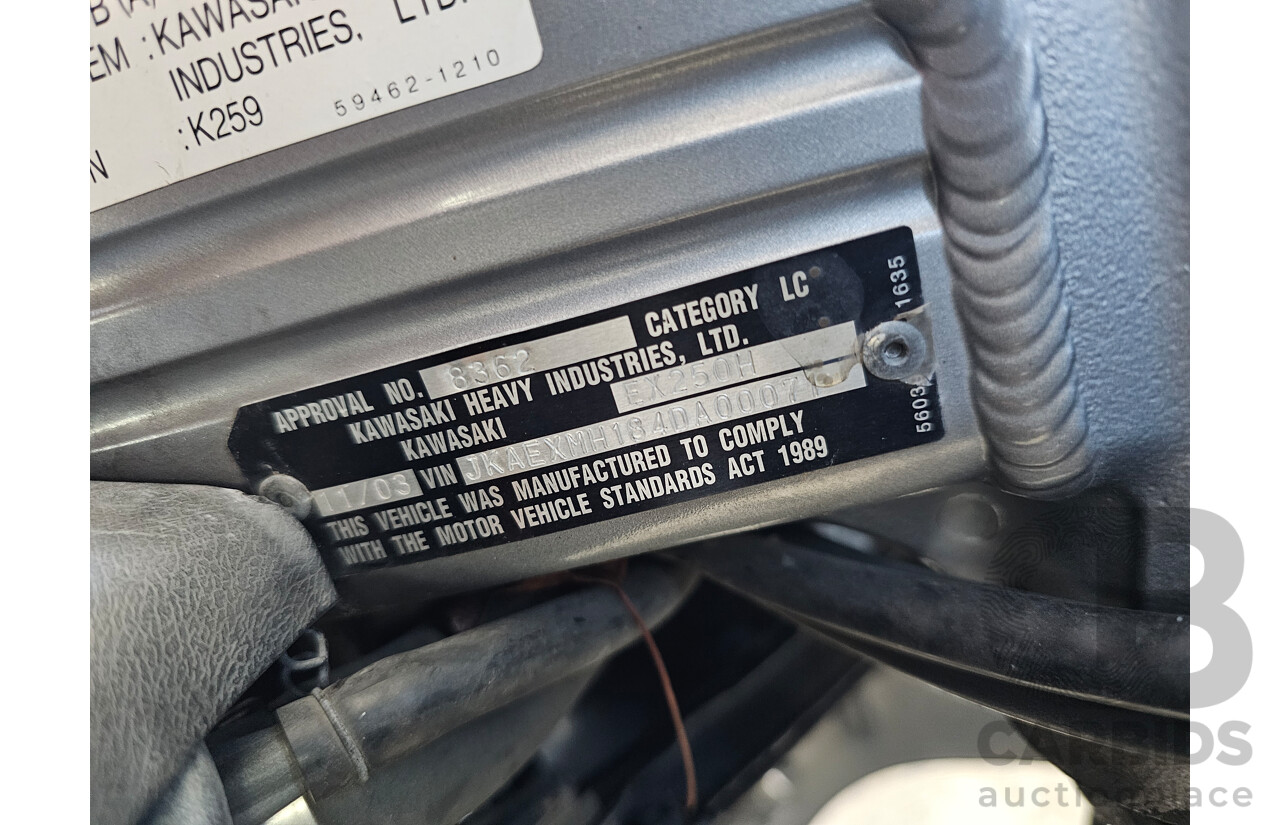 B (A)
EM :KAWASAKI
INDUSTRIES, LTD.
:K259
59462-1210
N
APPROVAL NO. 8362 CATEGORY LC
KAWASAKI HEAVY INDUSTRIES, LTD.
KAWASAKI EX250H
11/03 VIN JKAEXMH184DA00071
THIS VEHICLE WAS MANUFACTURED TO COMPLY
WITH THE MOTOR VEHICLE STANDARDS ACT 1989
5603 1635
CARBIDS
auctionplace